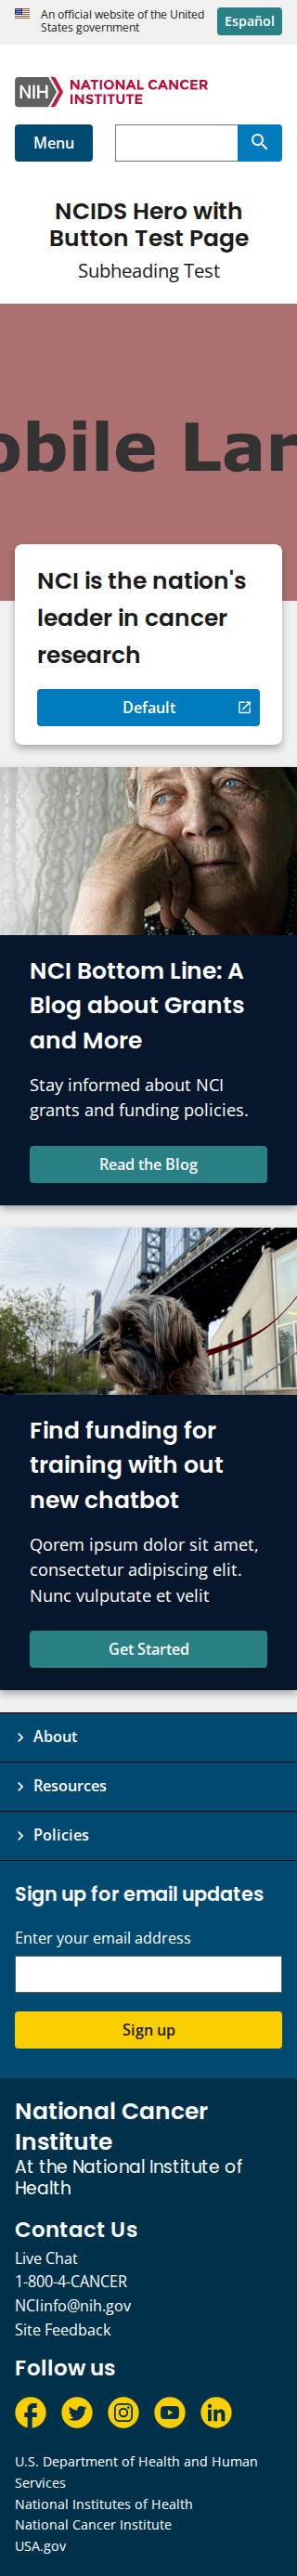 An official website of the United
States government
Español
NIH
NATIONAL CANCER
INSTITUTE
Menu
NCIDS Hero with
Button Test Page
Subheading Test
obile Lan
NCI is the nation's
leader in cancer
research
Default
NCI Bottom Line: A
Blog about Grants
and More
Stay informed about NCI
grants and funding policies.
Read the Blog
Find funding for
training with out
new chatbot
Qorem ipsum dolor sit amet,
consectetur adipiscing elit.
Nunc vulputate et velit
Get Started
About
Resources
Policies
Sign up for email updates
Enter your email address
Sign up
National Cancer
Institute
At the National Institute of
Health
Contact Us
Live Chat
1-800-4-CANCER
NCIinfo@nih.gov
Site Feedback
Follow us
U.S. Department of Health and Human
Services
National Institutes of Health
National Cancer Institute
USA.gov